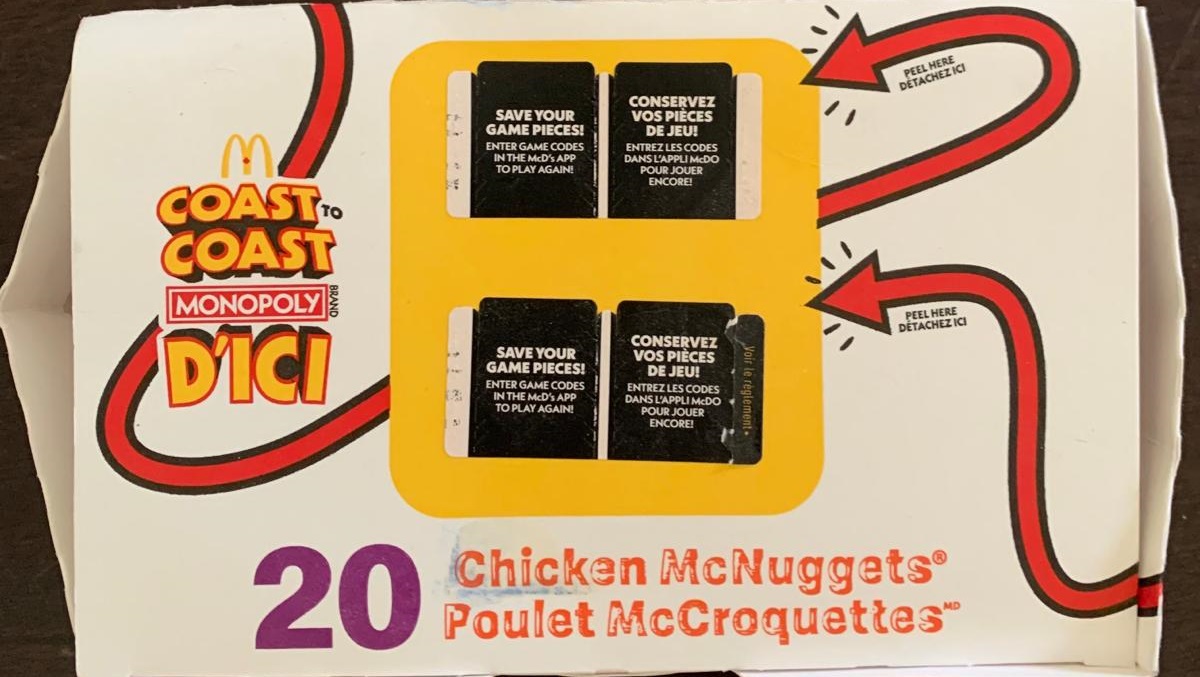 COAST TO
COAST
MONOPOLY BRAND
D'ICI
SAVE YOUR
GAME PIECES!
ENTER GAME CODES
IN THE McD's APP
TO PLAY AGAIN!
CONSERVEZ
VOS PIÈCES
DE JEU!
ENTREZ LES CODES
DANS L'APPLI McDO
POUR JOUER
ENCORE!
PEEL HERE
DÉTACHEZ ICI
SAVE YOUR
GAME PIECES!
ENTER GAME CODES
IN THE McD's APP
TO PLAY AGAIN!
CONSERVEZ
VOS PIÈCES
DE JEU!
ENTREZ LES CODES
DANS L'APPLI McDO
POUR JOUER
ENCORE!
Voir le règlement.
PEEL HERE
DÉTACHEZ ICI
20 Chicken McNuggets®
Poulet McCroquettes MD